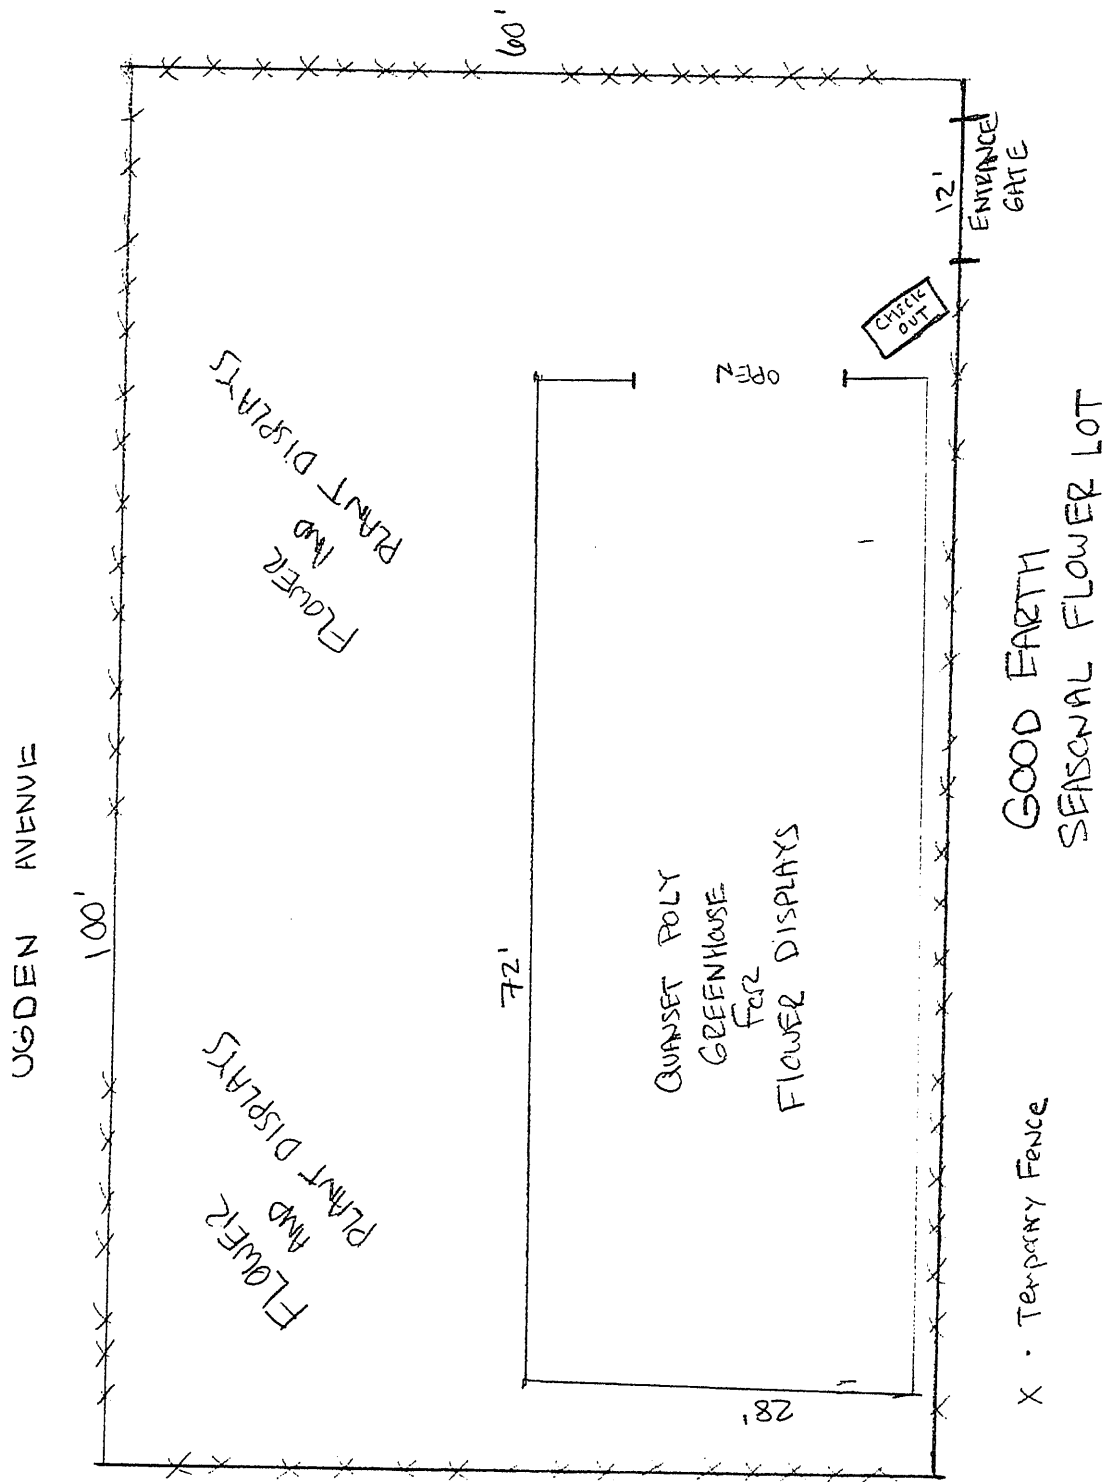 OGDEN AVENUE
100'
60'
FLOWER
AND
PLANT DISPLAYS
FLOWER
AND
PLANT DISPLAYS
72'
28'
QUANSET POLY
GREENHOUSE
FOR
FLOWER DISPLAYS
OPEN
CHECK
OUT
12'
ENTRANCE
GATE
X · Temporary Fence
GOOD EARTH
SEASONAL FLOWER LOT